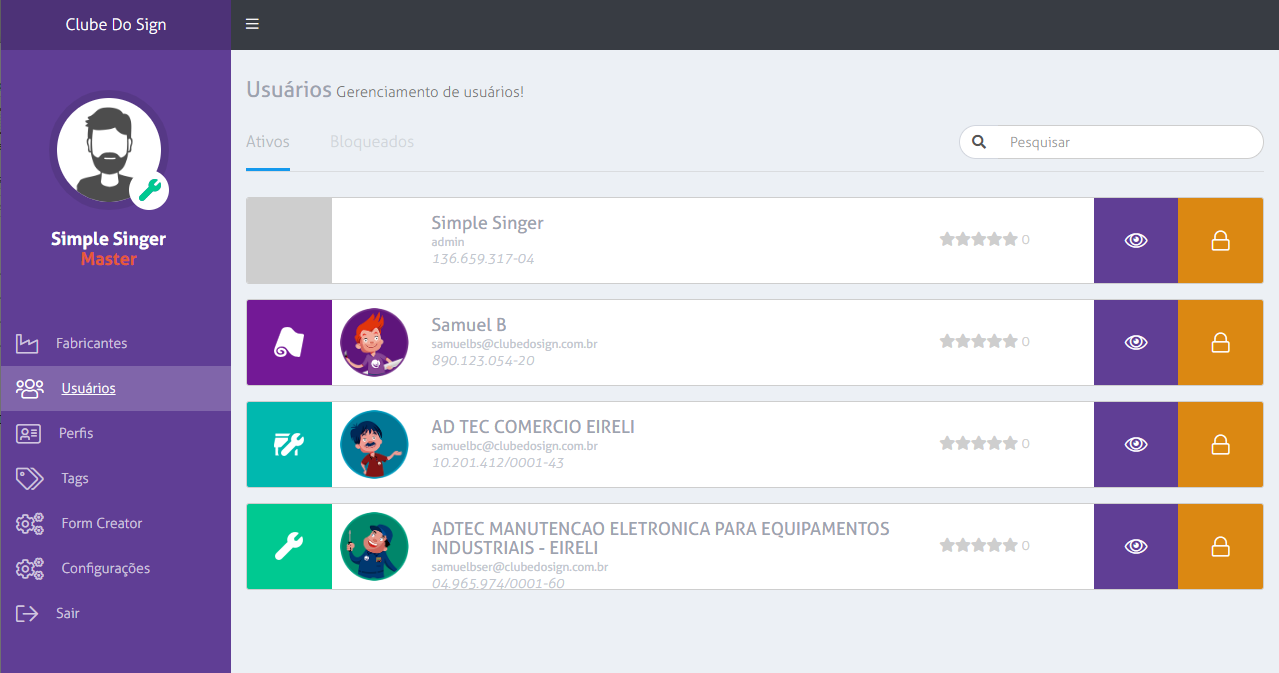 Clube Do Sign
Simple Singer
Master
Fabricantes
Usuários
Perfis
Tags
Form Creator
Configurações
Sair
Usuários Gerenciamento de usuários!
Ativos
Bloqueados
Pesquisar
Simple Singer
admin
136.659.317-04
0
Samuel B
samuelbs@clubedosign.com.br
890.123.054-20
0
AD TEC COMERCIO EIRELI
samuelbc@clubedosign.com.br
10.201.412/0001-43
0
ADTEC MANUTENCAO ELETRONICA PARA EQUIPAMENTOS
INDUSTRIAIS - EIRELI
samuelbser@clubedosign.com.br
04.965.974/0001-60
0